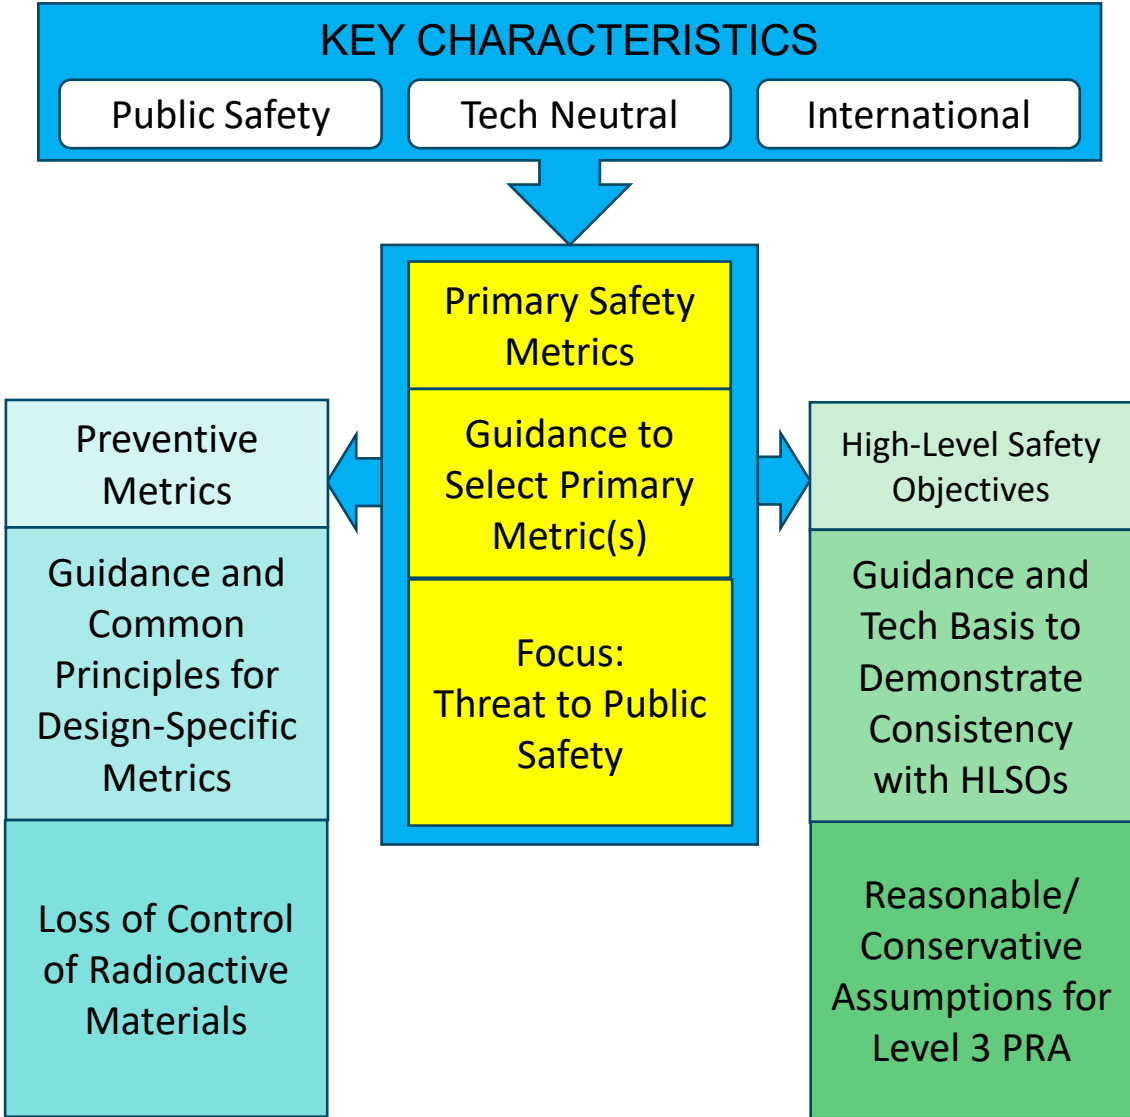 KEY CHARACTERISTICS
Public Safety
Tech Neutral
International
Primary Safety
Metrics
Guidance to
Select Primary
Metric(s)
Focus:
Threat to Public
Safety
Preventive
Metrics
Guidance and
Common
Principles for
Design-Specific
Metrics
Loss of Control
of Radioactive
Materials
High-Level Safety
Objectives
Guidance and
Tech Basis to
Demonstrate
Consistency
with HLSOs
Reasonable/
Conservative
Assumptions for
Level 3 PRA